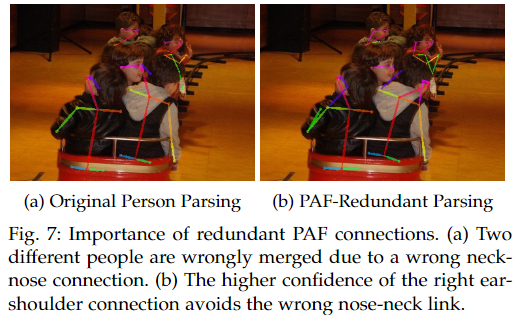 (a) Original Person Parsing (b) PAF-Redundant Parsing
Fig. 7: Importance of redundant PAF connections. (a) Two
different people are wrongly merged due to a wrong neck-
nose connection. (b) The higher confidence of the right ear-
shoulder connection avoids the wrong nose-neck link.